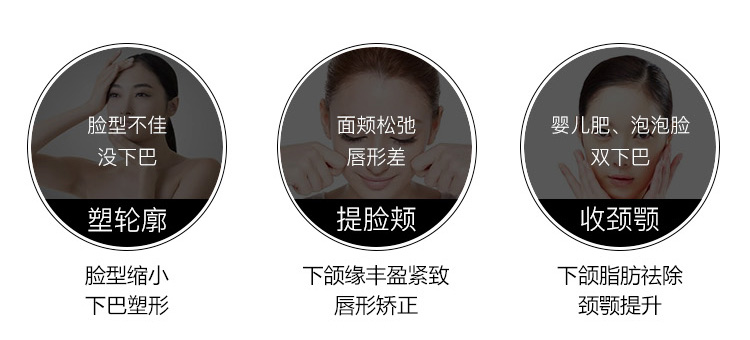 脸型不佳
没下巴
塑轮廓
脸型缩小
下巴塑形
面颊松弛
唇形差
提脸颊
下颌缘丰盈紧致
唇形矫正
婴儿肥、泡泡脸
双下巴
收颈颚
下颌脂肪祛除
颈颚提升